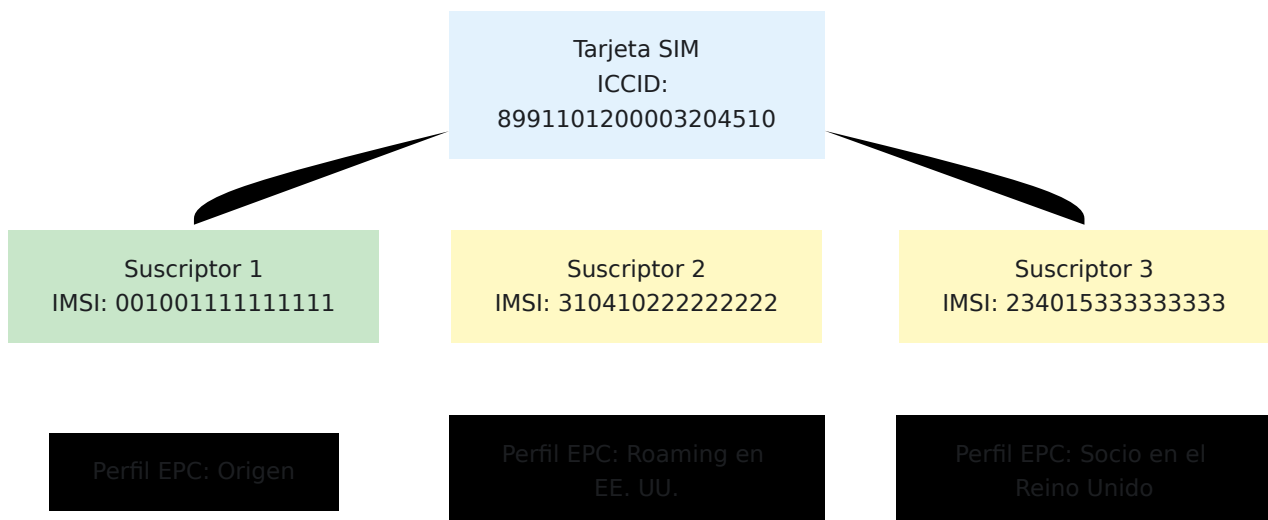 Tarjeta SIM
ICCID:
8991101200003204510
Suscriptor 1
IMSI: 001001111111111
Suscriptor 2
IMSI: 310410222222222
Suscriptor 3
IMSI: 234015333333333
Perfil EPC: Origen
Perfil EPC: Roaming en
EE. UU.
Perfil EPC: Socio en el
Reino Unido